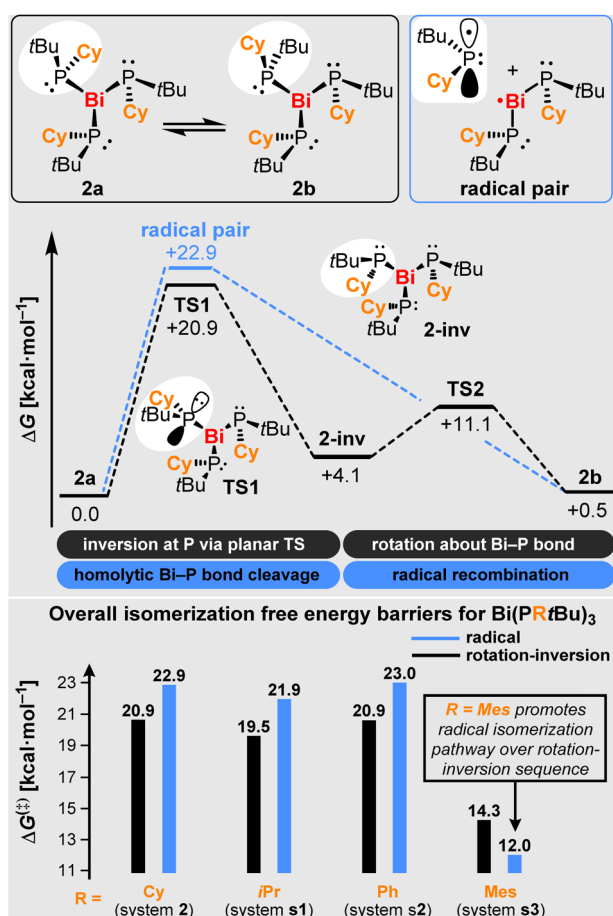 tBu
Cy
P
Bi
P
tBu
Cy
Cy
P
tBu
2a
P
tBu
Cy
Bi
P
tBu
Cy
Cy
P
tBu
2b
tBu
P
Cy
+
Bi
P
tBu
Cy
Cy
P
tBu
radical pair
ΔG [kcal·mol⁻¹]
radical pair
+22.9
TS1
+20.9
tBu
P
Cy
Bi
P
tBu
Cy
Cy
P:
tBu
2-inv
Cy
tBu
P
Bi
P
tBu
Cy
Cy
P:
tBu
TS1
2a
0.0
2-inv
+4.1
TS2
+11.1
2b
+0.5
inversion at P via planar TS
rotation about Bi–P bond
homolytic Bi–P bond cleavage
radical recombination
Overall isomerization free energy barriers for Bi(PRtBu)₃
radical
rotation-inversion
ΔG⁽‡⁾ [kcal·mol⁻¹]
23
21
19
15
13
11
20.9
22.9
19.5
21.9
20.9
23.0
14.3
12.0
R = Mes promotes
radical isomerization
pathway over rotation-
inversion sequence
R =
Cy
iPr
Ph
Mes
(system 2)
(system s1)
(system s2)
(system s3)